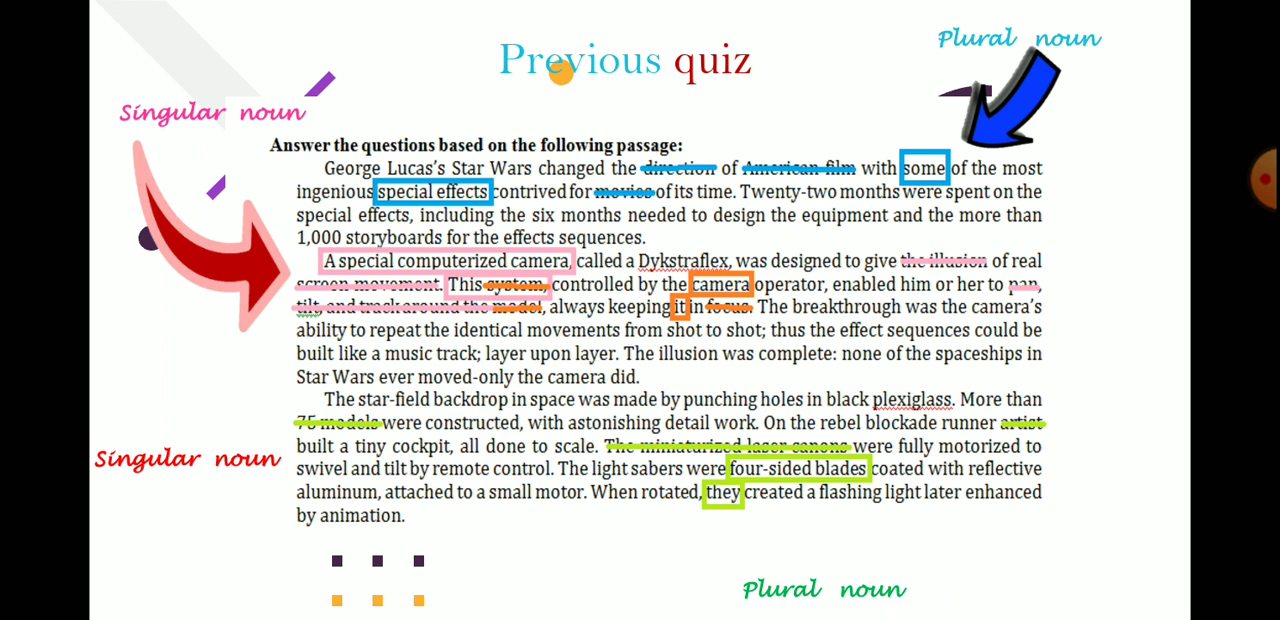 Previous quiz
Plural noun
Singular noun
Answer the questions based on the following passage:
George Lucas's Star Wars changed the direction of American film with some of the most
ingenious special effects contrived for movies of its time. Twenty-two months were spent on the
special effects, including the six months needed to design the equipment and the more than
1,000 storyboards for the effects sequences.
A special computerized camera, called a Dykstraflex, was designed to give the illusion of real
screen movement. This system, controlled by the camera operator, enabled him or her to pan,
tilt, and track around the model, always keeping it in focus. The breakthrough was the camera's
ability to repeat the identical movements from shot to shot; thus the effect sequences could be
built like a music track; layer upon layer. The illusion was complete: none of the spaceships in
Star Wars ever moved-only the camera did.
The star-field backdrop in space was made by punching holes in black plexiglass. More than
75 models were constructed, with astonishing detail work. On the rebel blockade runner artist
built a tiny cockpit, all done to scale. The miniaturized laser canons were fully motorized to
swivel and tilt by remote control. The light sabers were four-sided blades coated with reflective
aluminum, attached to a small motor. When rotated, they created a flashing light later enhanced
by animation.
Singular noun
Plural noun